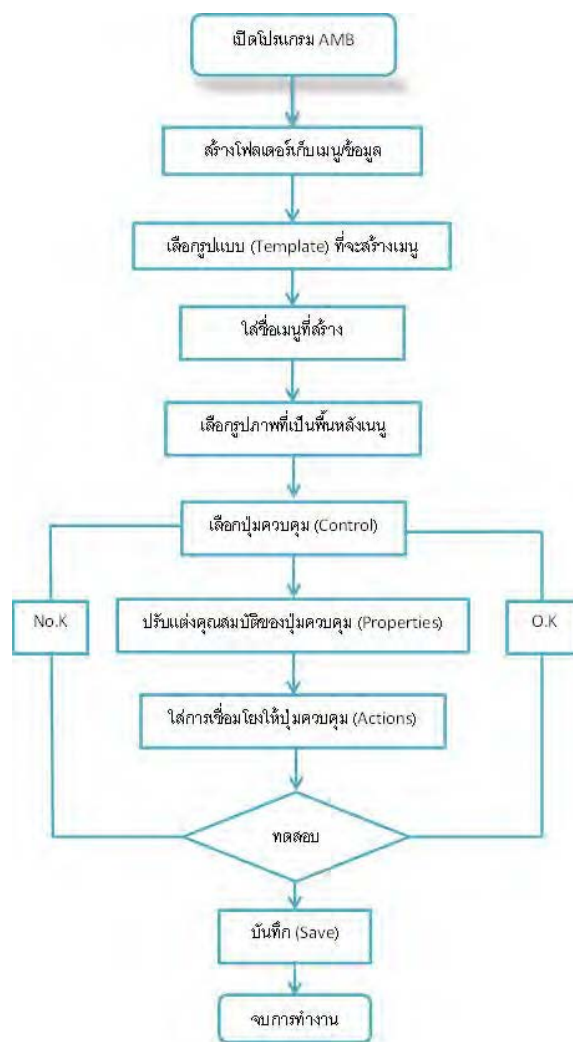 เปิดโปรแกรม AMB
สร้างโฟลเดอร์เก็บเมนู/ข้อมูล
เลือกรูปแบบ (Template) ที่จะสร้างเมนู
ใส่ชื่อเมนูที่สร้าง
เลือกรูปภาพที่เป็นพื้นหลังเนนู
เลือกปุ่มควบคุม (Control)
No.K
ปรับแต่งคุณสมบัติของปุ่มควบคุม (Properties)
O.K
ใส่การเชื่อมโยงให้ปุ่มควบคุม (Actions)
ทดสอบ
บันทึก (Save)
จบการทำงาน